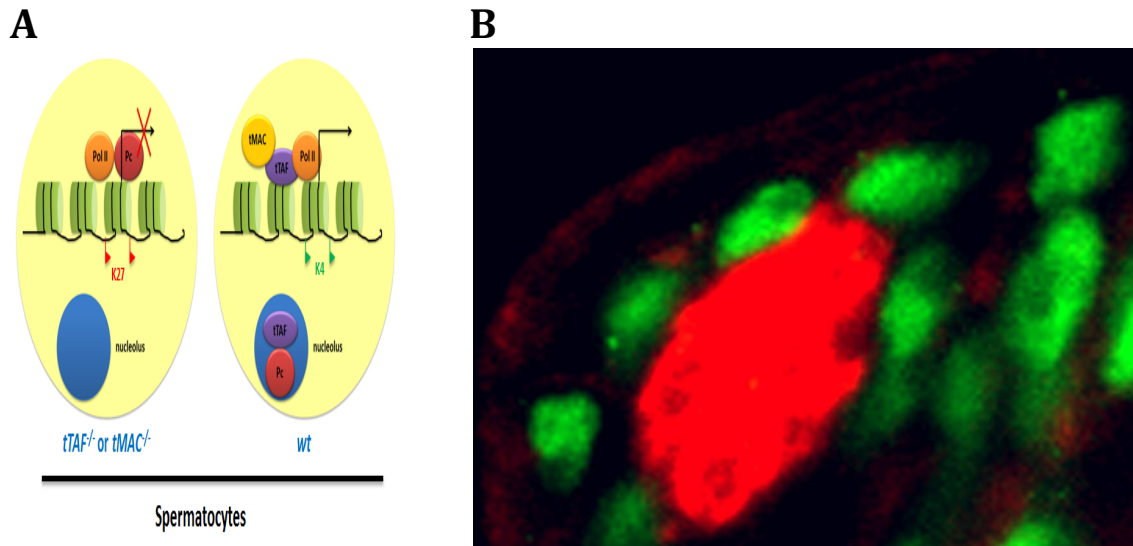 A
B
Pol II
Pc
K27
nucleolus
tMAC
tTAF
Pol II
K4
tTAF
Pc
nucleolus
tTAF-/- or tMAC-/-
wt
Spermatocytes